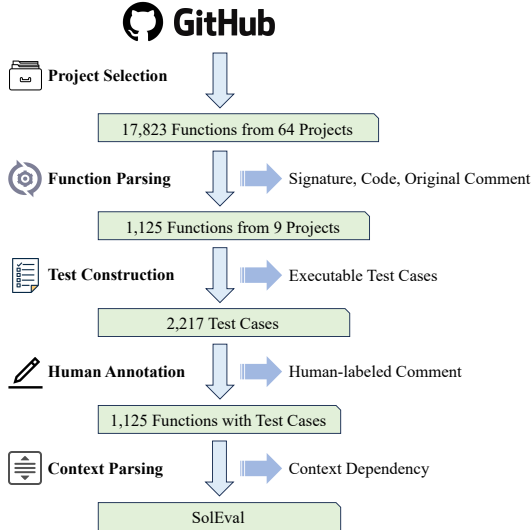 GitHub
Project Selection
17,823 Functions from 64 Projects
Function Parsing
Signature, Code, Original Comment
1,125 Functions from 9 Projects
Test Construction
Executable Test Cases
2,217 Test Cases
Human Annotation
Human-labeled Comment
1,125 Functions with Test Cases
Context Parsing
Context Dependency
SolEval